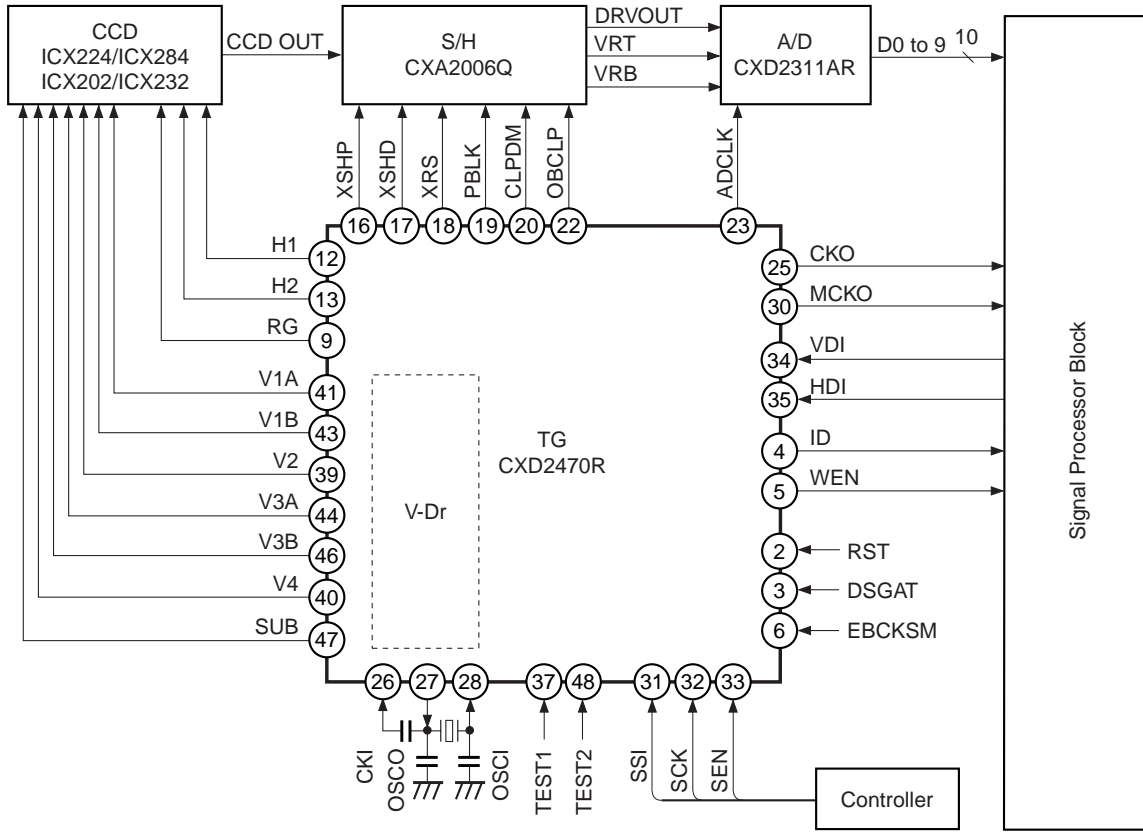 CCD
ICX224/ICX284
ICX202/ICX232
CCD OUT
S/H
CXA2006Q
DRVOUT
VRT
VRB
A/D
CXD2311AR
D0 to 9
10
Signal Processor Block
XSHP
XSHD
XRS
PBLK
CLPDM
OBCLP
ADCLK
16
17
18
19
20
22
23
H1
12
H2
13
RG
9
V1A
41
V1B
43
V2
39
V3A
44
V3B
46
V4
40
SUB
47
V-Dr
TG
CXD2470R
25
CKO
30
MCKO
34
VDI
35
HDI
4
ID
5
WEN
2
RST
3
DSGAT
6
EBCKSM
26
27
28
37
48
31
32
33
CKI
OSCO
OSCI
TEST1
TEST2
SSI
SCK
SEN
Controller